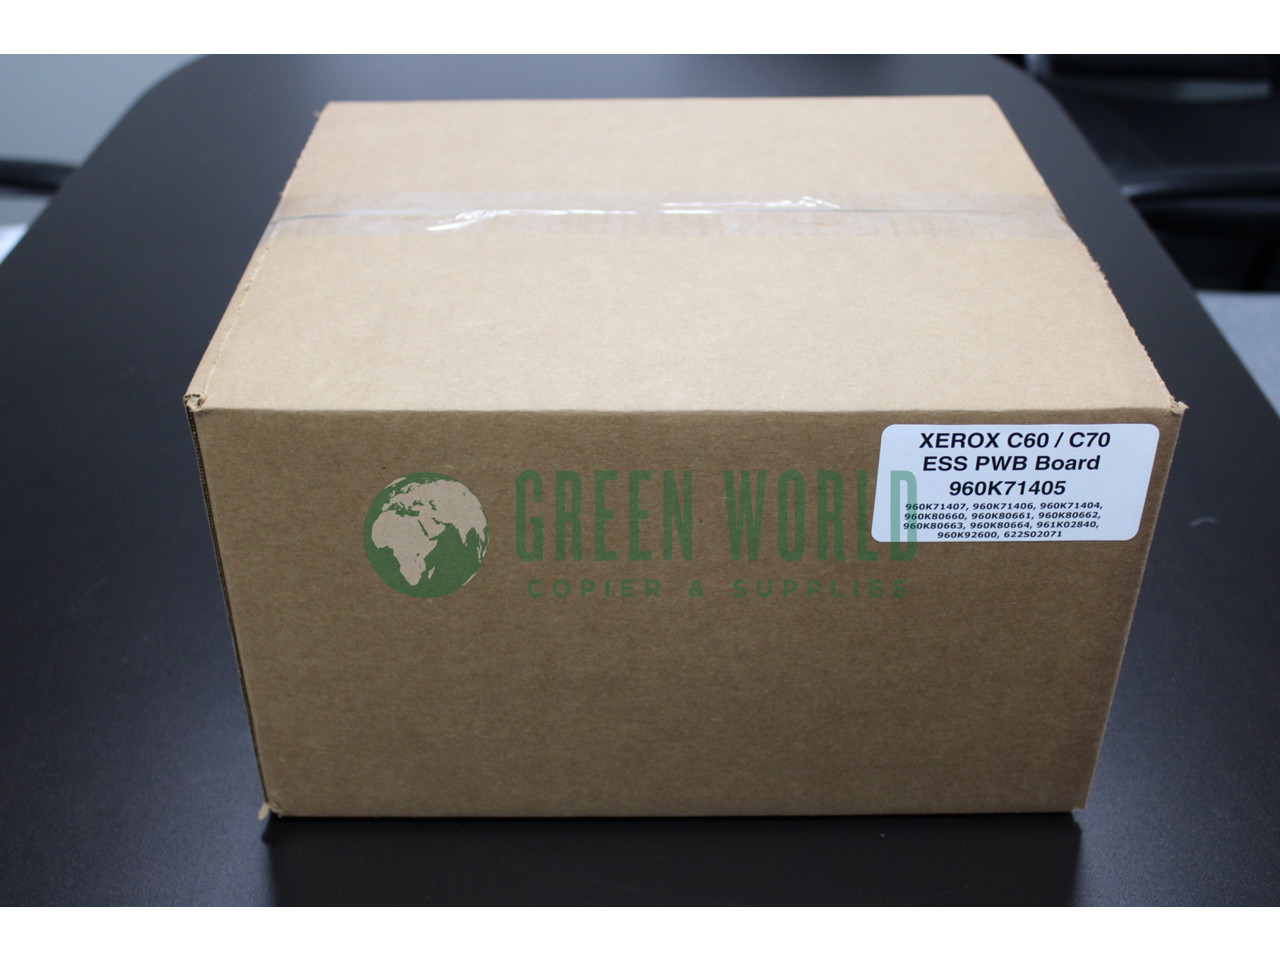 XEROX C60 / C70
ESS PWB Board
960K71405
960K71407, 960K71406, 960K71404,
960K80660, 960K80661, 960K80662,
960K80663, 960K80664, 961K02840,
960K92600, 622S02071
GREEN WORLD
COPIER & SUPPLIES